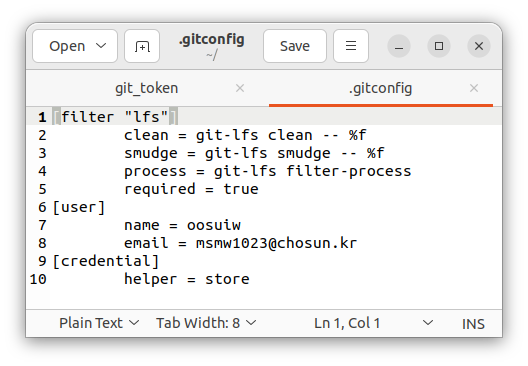 Open
.gitconfig
~/
Save
git_token
.gitconfig
1 [filter "lfs"]
2 clean = git-lfs clean -- %f
3 smudge = git-lfs smudge -- %f
4 process = git-lfs filter-process
5 required = true
6 [user]
7 name = oosuiw
8 email = msmw1023@chosun.kr
9 [credential]
10 helper = store
Plain Text Tab Width: 8 Ln 1, Col 1 INS